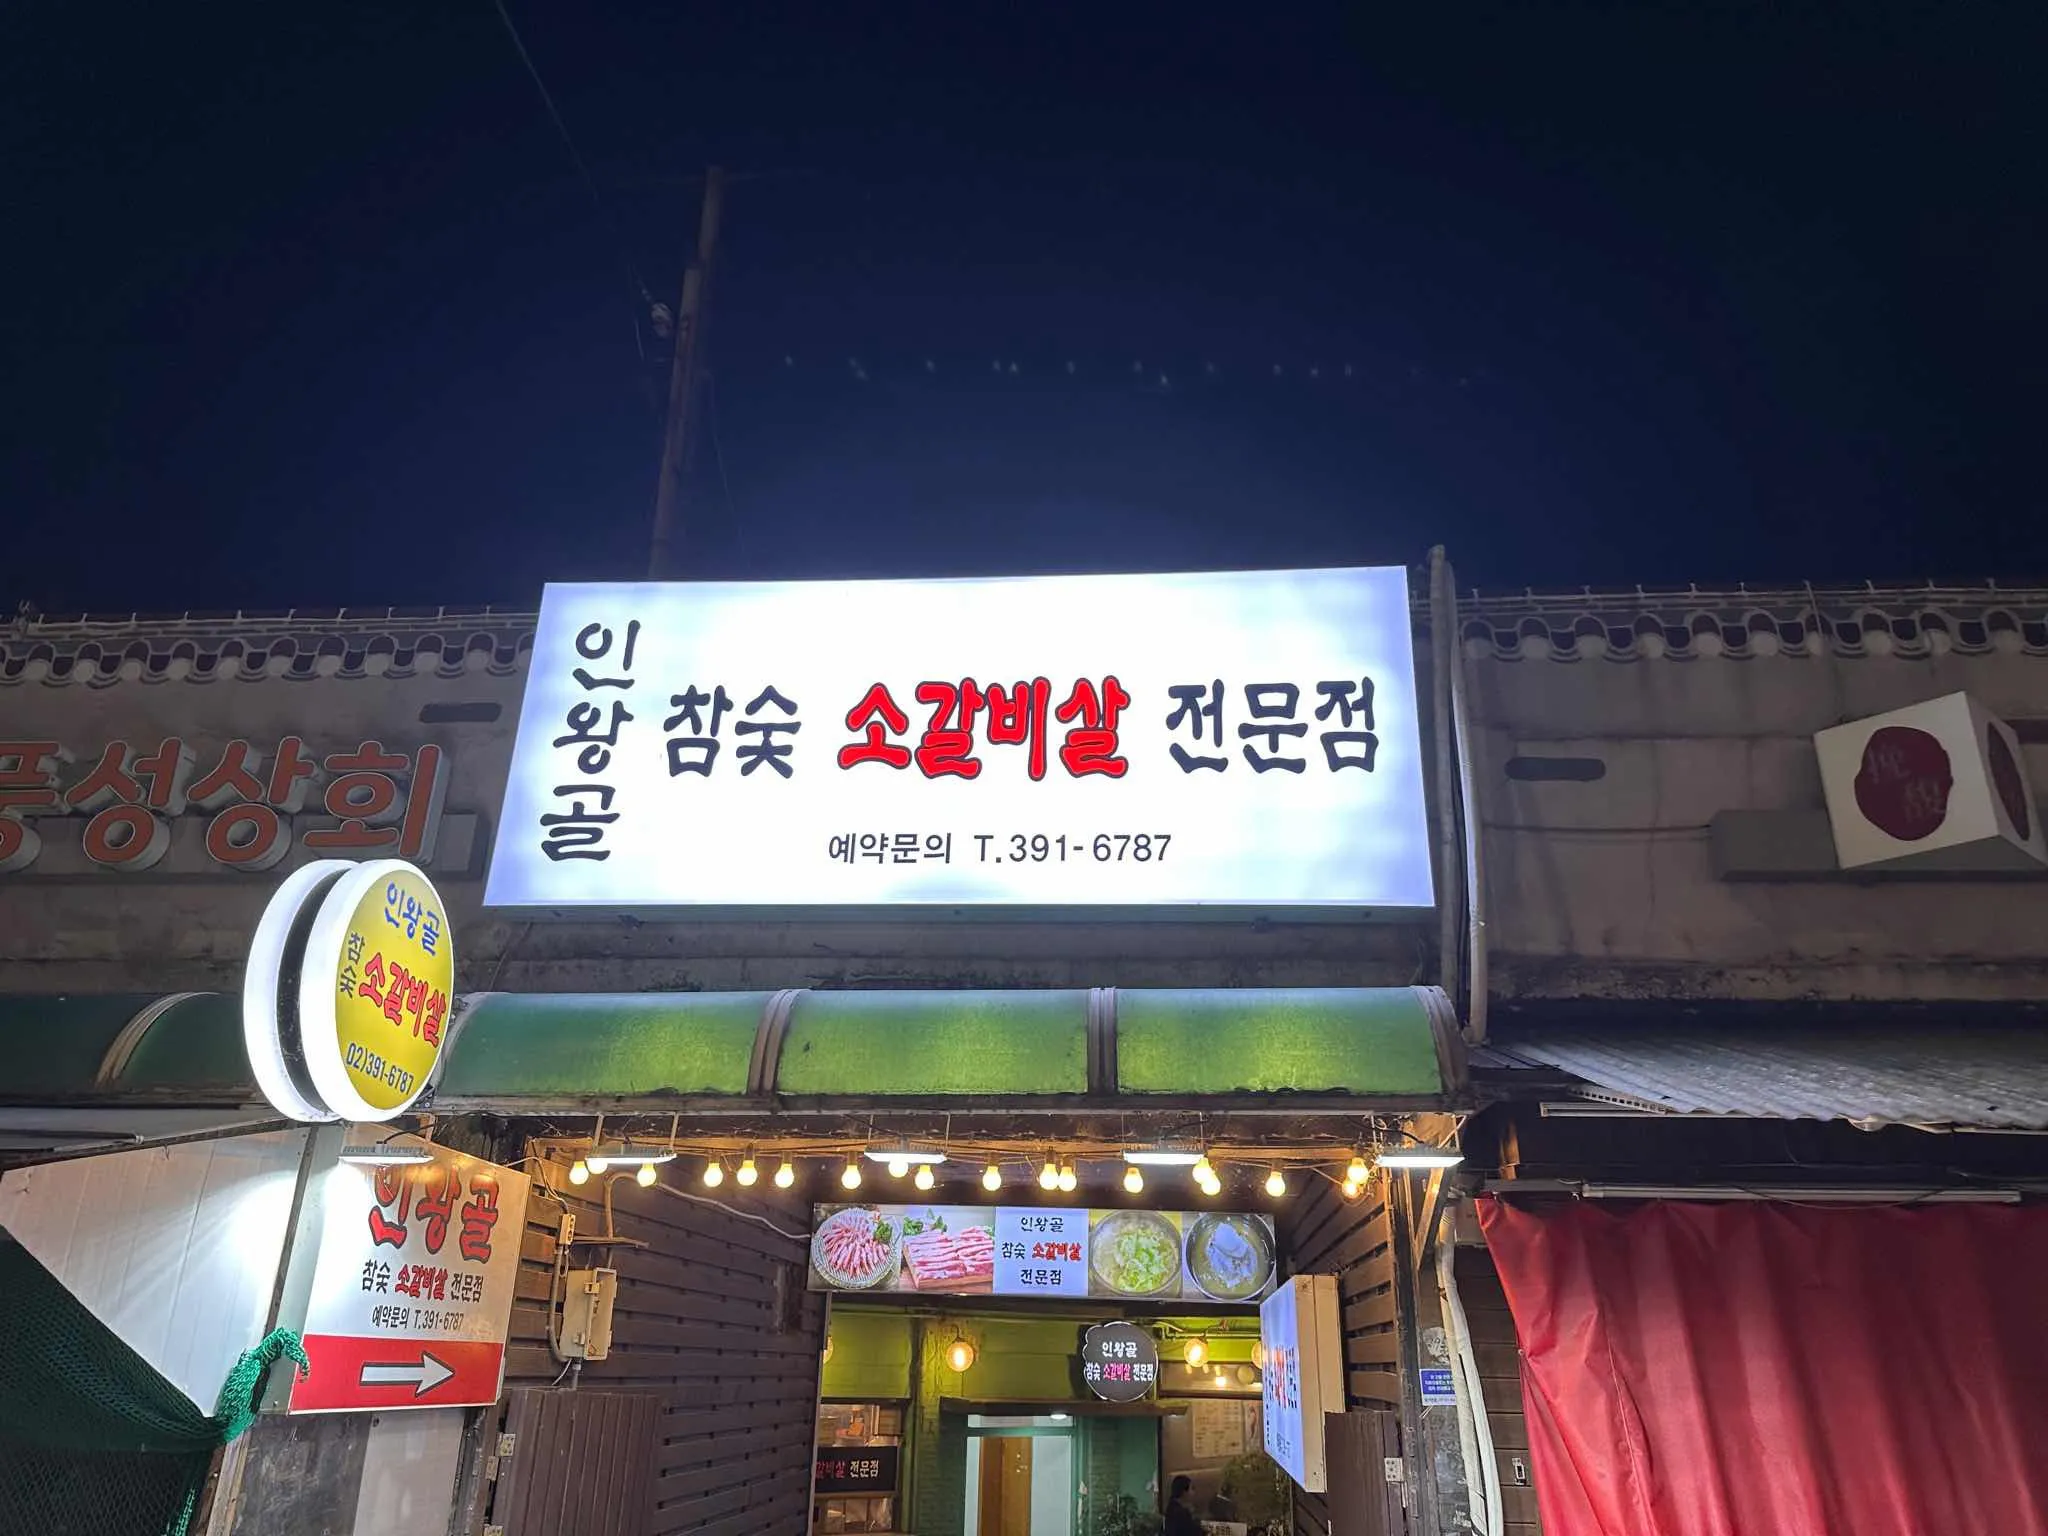 인왕골
참숯 소갈비살 전문점
예약문의 T.391-6787
풍성상회
인왕골
참숯
소갈비살
02)391-6787
인왕골
참숯 소갈비살 전문점
예약문의 T.391-6787
인왕골
참숯 소갈비살
전문점
인왕골
참숯 소갈비살 전문점
갈비살 전문점